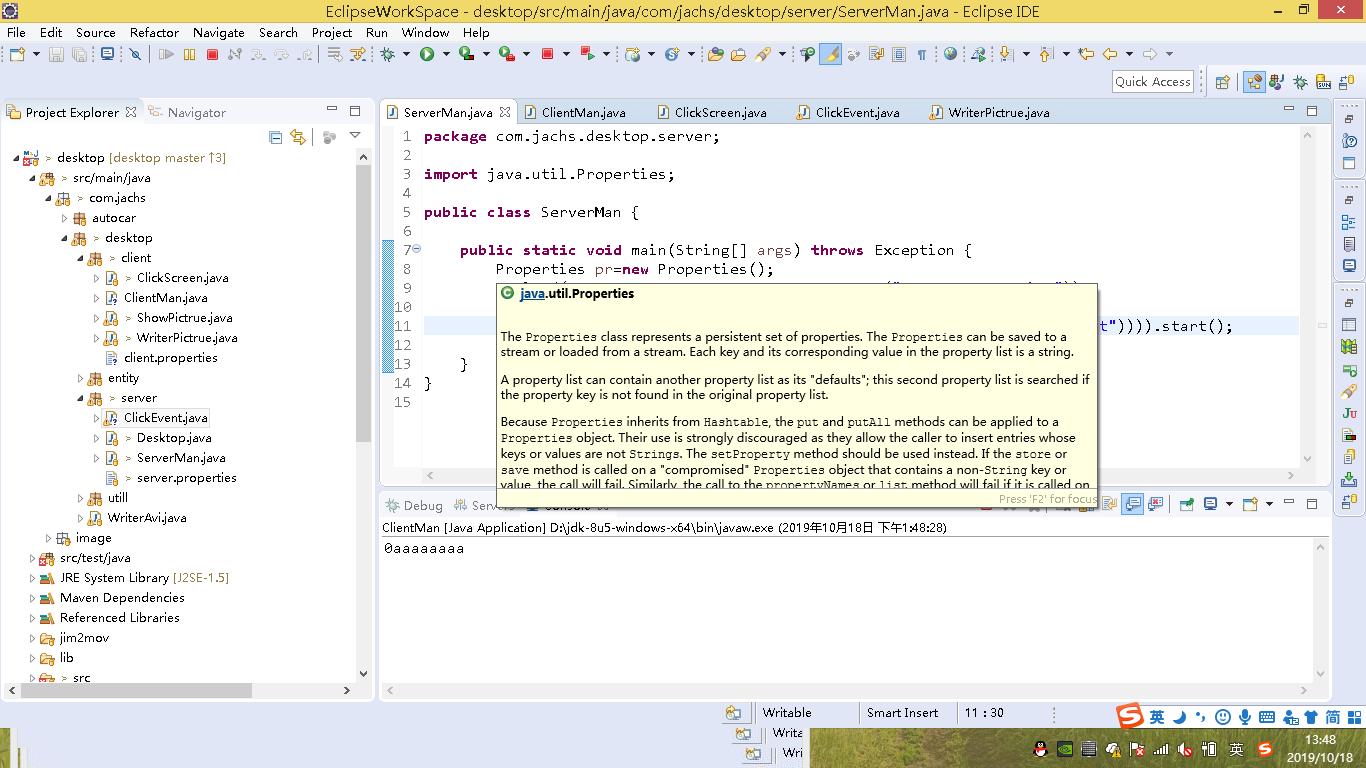 EclipseWorkSpace - desktop/src/main/java/com/jachs/desktop/server/ServerMan.java - Eclipse IDE
File Edit Source Refactor Navigate Search Project Run Window Help
Quick Access
Project Explorer Navigator
> desktop [desktop master ↑3]
> src/main/java
> com.jachs
autocar
> desktop
> client
> ClickScreen.java
ClientMan.java
> ShowPictrue.java
> WriterPictrue.java
client.properties
entity
> server
ClickEvent.java
> Desktop.java
> ServerMan.java
> server.properties
utill
WriterAvi.java
image
src/test/java
JRE System Library [J2SE-1.5]
Maven Dependencies
Referenced Libraries
jim2mov
lib
> src
ServerMan.java ClientMan.java ClickScreen.java ClickEvent.java WriterPictrue.java
1 package com.jachs.desktop.server;
2
3 import java.util.Properties;
4
5 public class ServerMan {
6
7 public static void main(String[] args) throws Exception {
8 Properties pr=new Properties();
9
10
11 t")))).start();
12
13 }
14 }
15
java.util.Properties
The Properties class represents a persistent set of properties. The Properties can be saved to a
stream or loaded from a stream. Each key and its corresponding value in the property list is a string.
A property list can contain another property list as its "defaults"; this second property list is searched if
the property key is not found in the original property list.
Because Properties inherits from Hashtable, the put and putAll methods can be applied to a
Properties object. Their use is strongly discouraged as they allow the caller to insert entries whose
keys or values are not Strings. The setProperty method should be used instead. If the store or
save method is called on a "compromised" Properties object that contains a non-String key or
value, the call will fail. Similarly, the call to the propertyNames or list method will fail if it is called on
Press 'F2' for focus
Debug Servers Console
ClientMan [Java Application] D:\jdk-8u5-windows-x64\bin\javaw.exe (2019年10月18日 下午1:48:28)
0aaaaaaaa
Writable Smart Insert 11 : 30
英 简
Writa
Wri
英
13:48
2019/10/18